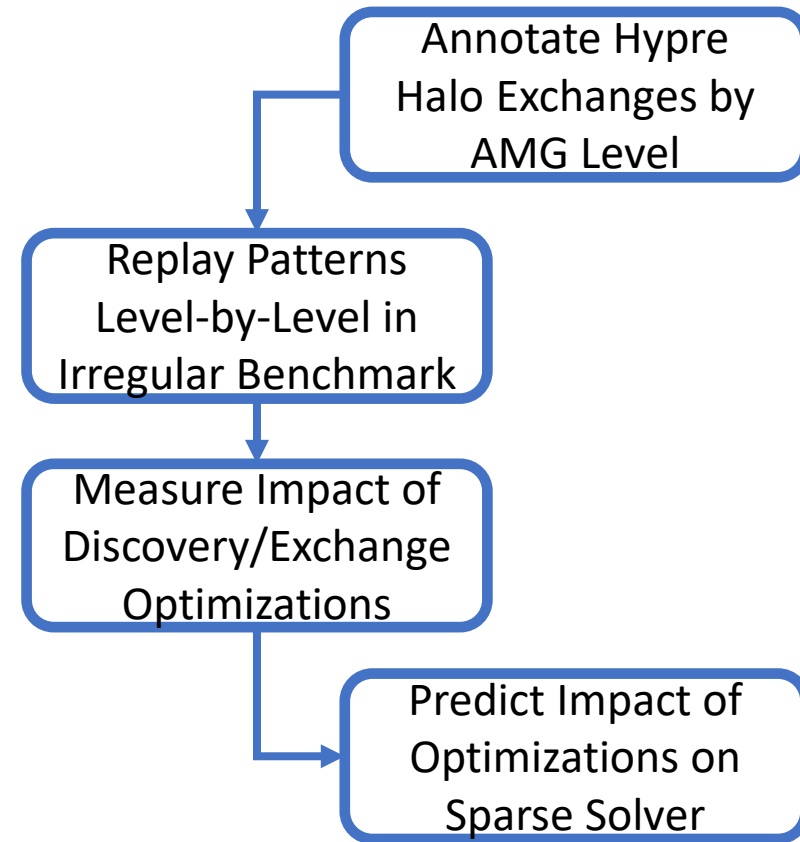 Annotate Hypre
Halo Exchanges by
AMG Level
Replay Patterns
Level-by-Level in
Irregular Benchmark
Measure Impact of
Discovery/Exchange
Optimizations
Predict Impact of
Optimizations on
Sparse Solver